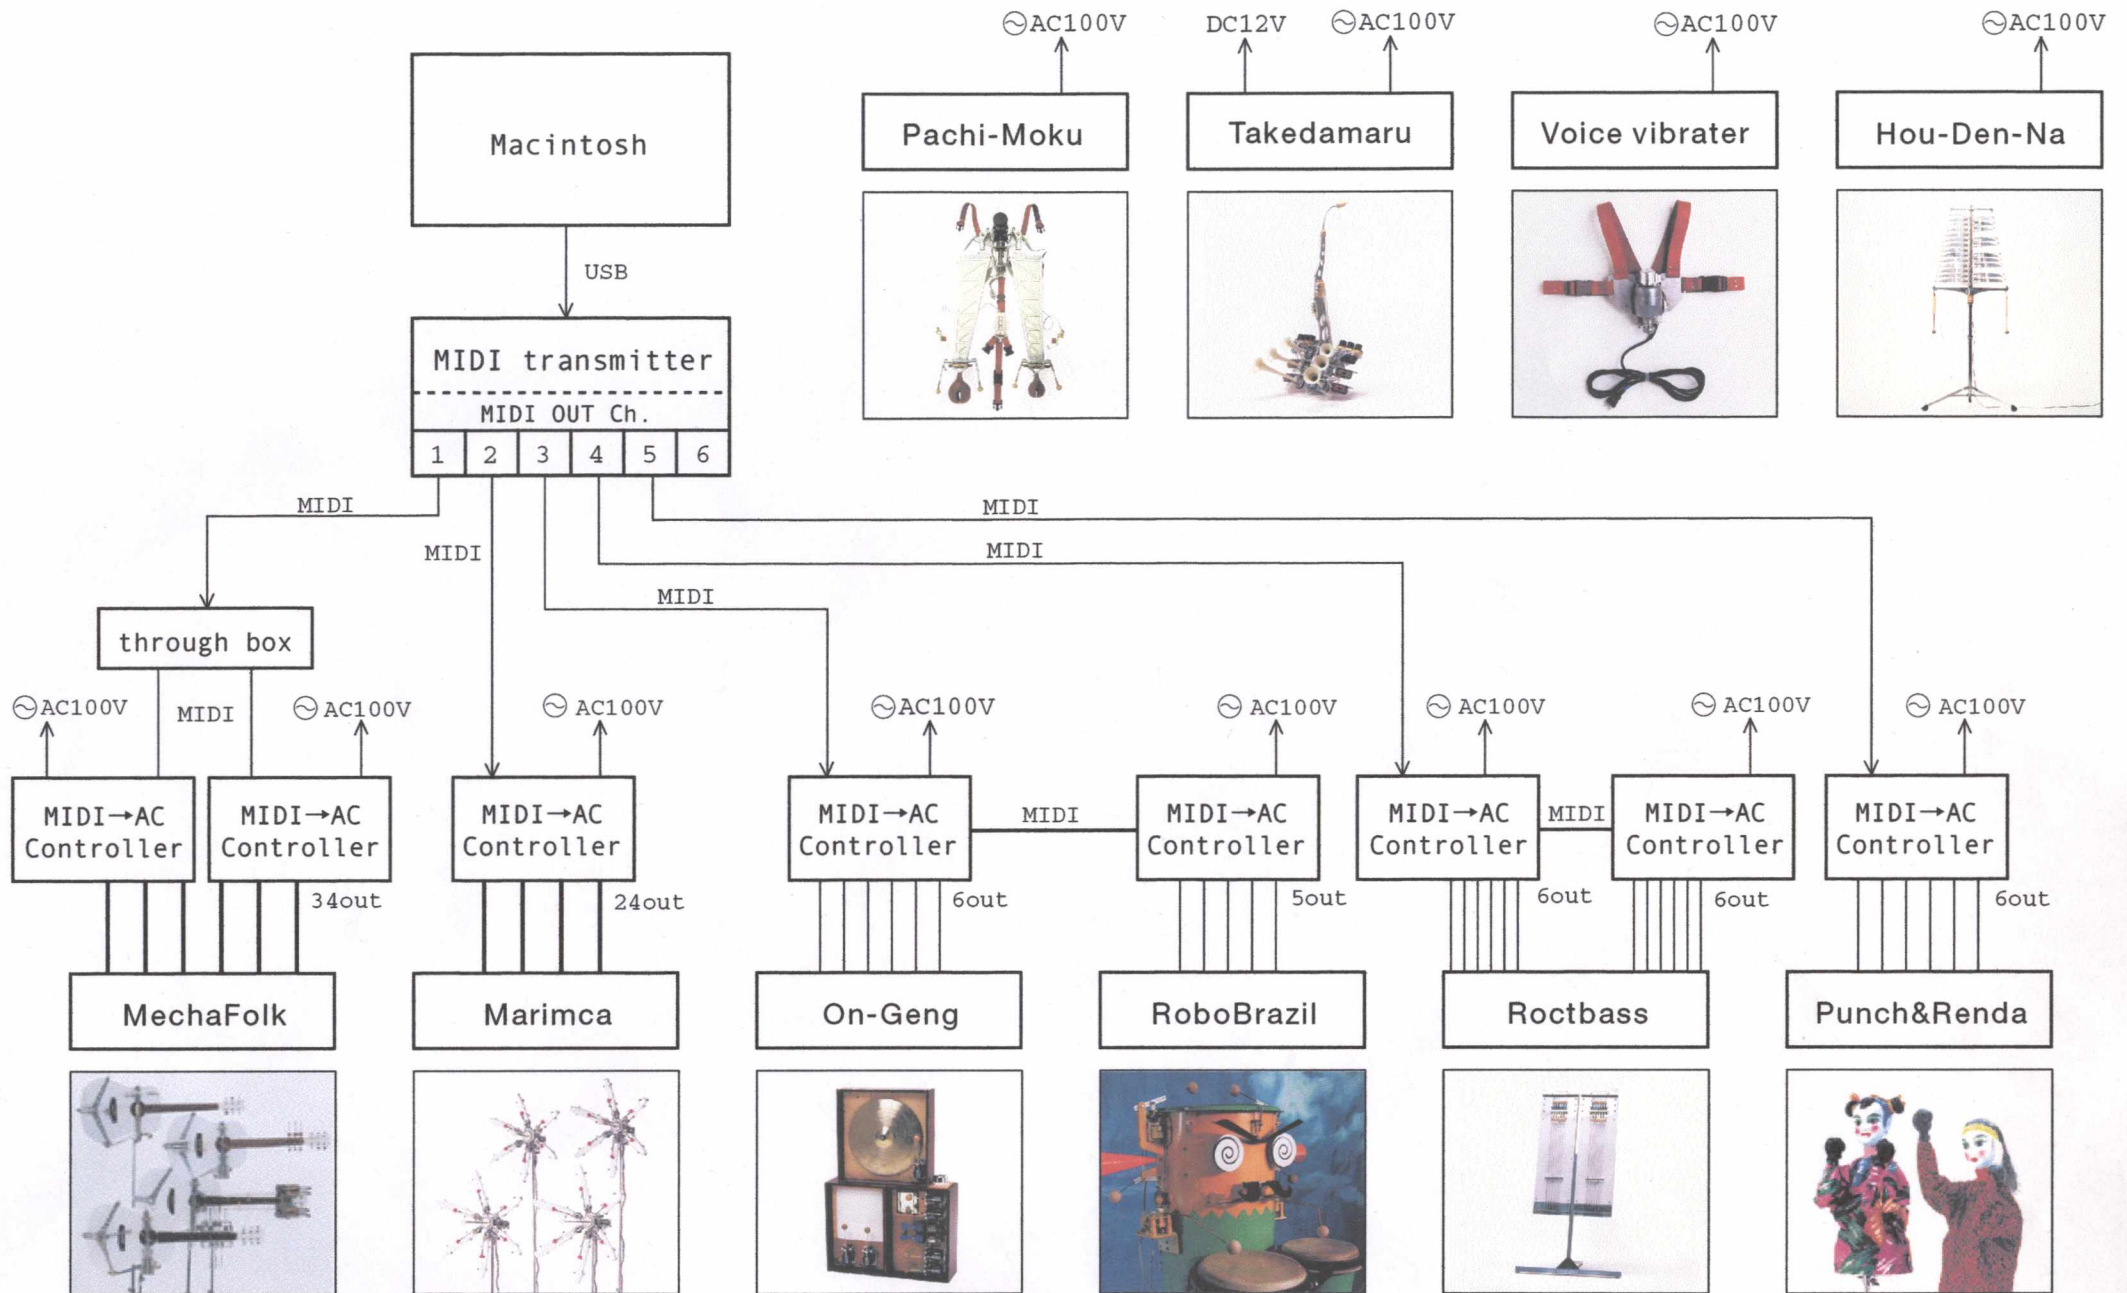 AC100V
DC12V
AC100V
AC100V
AC100V
Macintosh
Pachi-Moku
Takedamaru
Voice vibrater
Hou-Den-Na
USB
MIDI transmitter
MIDI OUT Ch.
1 2 3 4 5 6
MIDI
MIDI
MIDI
MIDI
MIDI
through box
AC100V
MIDI
AC100V
AC100V
AC100V
AC100V
AC100V
AC100V
AC100V
MIDI→AC
Controller
MIDI→AC
Controller
34out
MIDI→AC
Controller
24out
MIDI→AC
Controller
6out
MIDI
MIDI→AC
Controller
5out
MIDI→AC
Controller
6out
MIDI
MIDI→AC
Controller
6out
MIDI→AC
Controller
6out
MechaFolk
Marimca
On-Geng
RoboBrazil
Roctbass
Punch&Renda